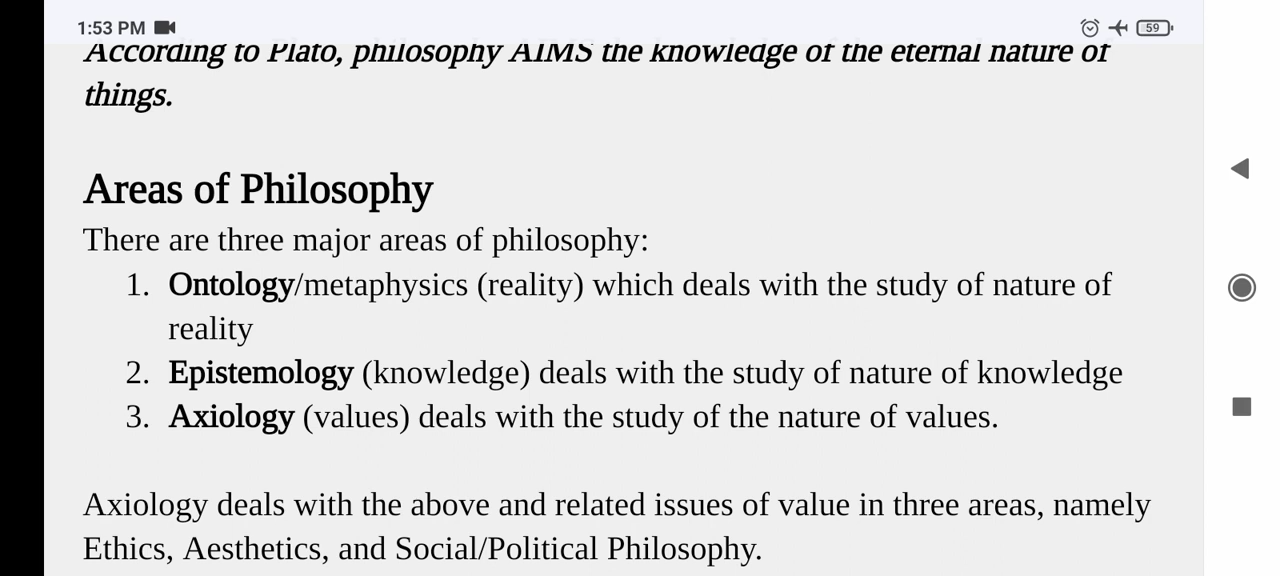 1:53 PM
59
According to Plato, philosophy AIMS the knowledge of the eternal nature of
things.
Areas of Philosophy
There are three major areas of philosophy:
1. Ontology/metaphysics (reality) which deals with the study of nature of
reality
2. Epistemology (knowledge) deals with the study of nature of knowledge
3. Axiology (values) deals with the study of the nature of values.
Axiology deals with the above and related issues of value in three areas, namely
Ethics, Aesthetics, and Social/Political Philosophy.